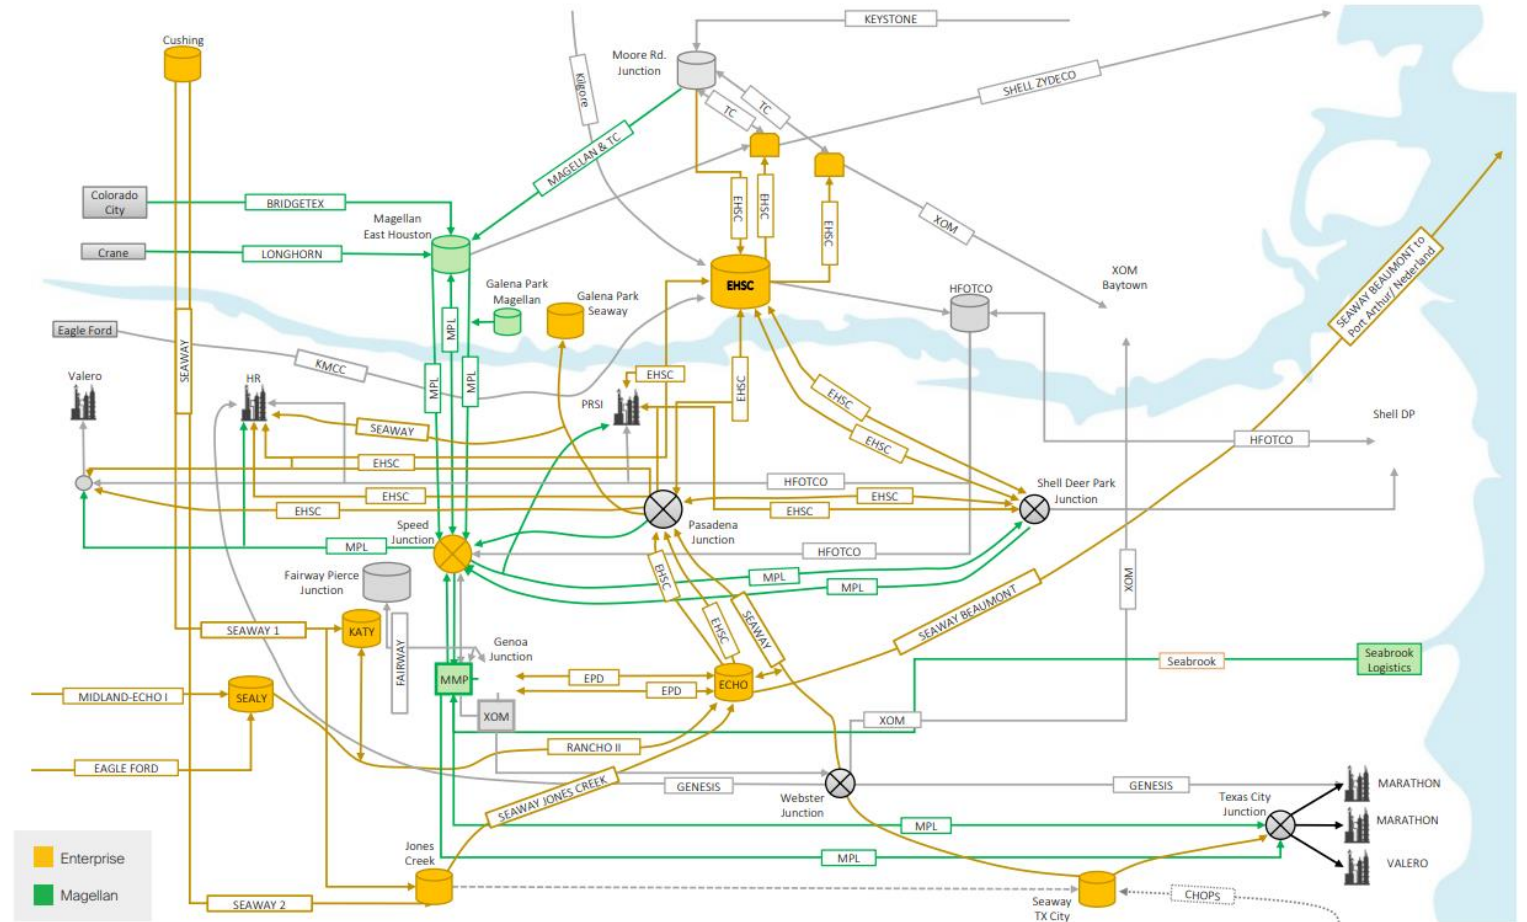 KEYSTONE
Cushing
Moore Rd.
Junction
Kilgore
TC
TC
SHELL ZYDECO
MAGELLAN & TC
Colorado
City
BRIDGETEX
Magellan
East Houston
EHSC
EHSC
EHSC
XOM
Crane
LONGHORN
EHSC
XOM
Baytown
SEAWAY BEAUMONT to
Port Arthur/ Nederland
Galena Park
Magellan
Galena Park
Seaway
HFOTCO
Eagle Ford
MPL
SEAWAY
KMCC
Valero
HR
MPL
MPL
EHSC
EHSC
EHSC
PRSI
Shell DP
SEAWAY
EHSC
HFOTCO
EHSC
HFOTCO
Shell Deer Park
Junction
EHSC
EHSC
EHSC
EHSC
Speed
Junction
Pasadena
Junction
MPL
HFOTCO
Fairway Pierce
Junction
EHSC
MPL
MPL
XOM
SEAWAY 1
KATY
EHSC
SEAWAY
SEAWAY BEAUMONT
Genoa
Junction
FAIRWAY
Seabrook
Seabrook
Logistics
MMP
EPD
ECHO
MIDLAND-ECHO I
SEALY
EPD
XOM
XOM
RANCHO II
EAGLE FORD
SEAWAY JONES CREEK
GENESIS
GENESIS
MARATHON
Webster
Junction
Texas City
Junction
MPL
MARATHON
Jones
Creek
MPL
VALERO
Enterprise
Magellan
SEAWAY 2
Seaway
TX City
CHOPS